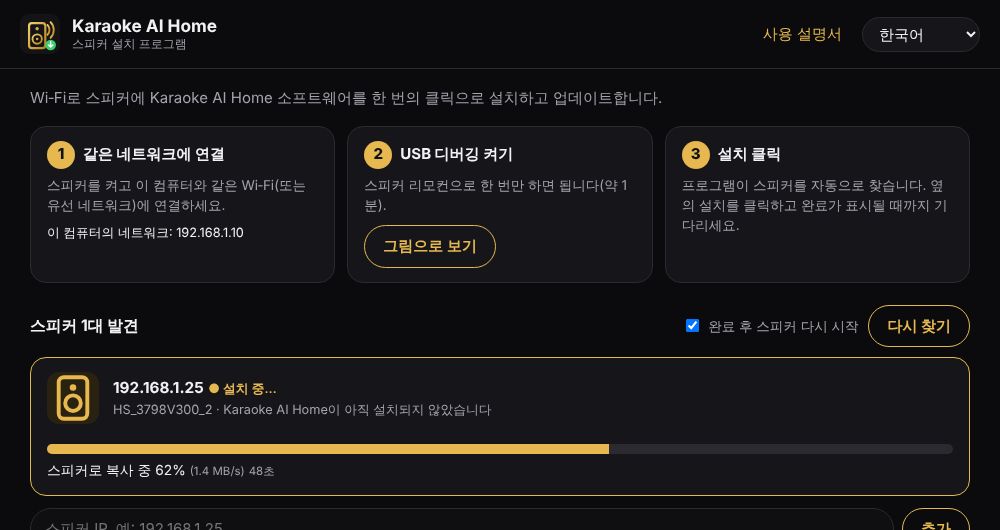 Karaoke AI Home
스피커 설치 프로그램
사용 설명서
한국어
Wi-Fi로 스피커에 Karaoke AI Home 소프트웨어를 한 번의 클릭으로 설치하고 업데이트합니다.
1 같은 네트워크에 연결
스피커를 켜고 이 컴퓨터와 같은 Wi-Fi(또는
유선 네트워크)에 연결하세요.
이 컴퓨터의 네트워크: 192.168.1.10
2 USB 디버깅 켜기
스피커 리모컨으로 한 번만 하면 됩니다(약 1
분).
그림으로 보기
3 설치 클릭
프로그램이 스피커를 자동으로 찾습니다. 옆
의 설치를 클릭하고 완료가 표시될 때까지 기
다리세요.
스피커 1대 발견
완료 후 스피커 다시 시작
다시 찾기
192.168.1.25 ● 설치 중...
HS_3798V300_2 · Karaoke AI Home이 아직 설치되지 않았습니다
스피커로 복사 중 62% (1.4 MB/s) 48초
스피커 IP, 예: 192.168.1.25
추가